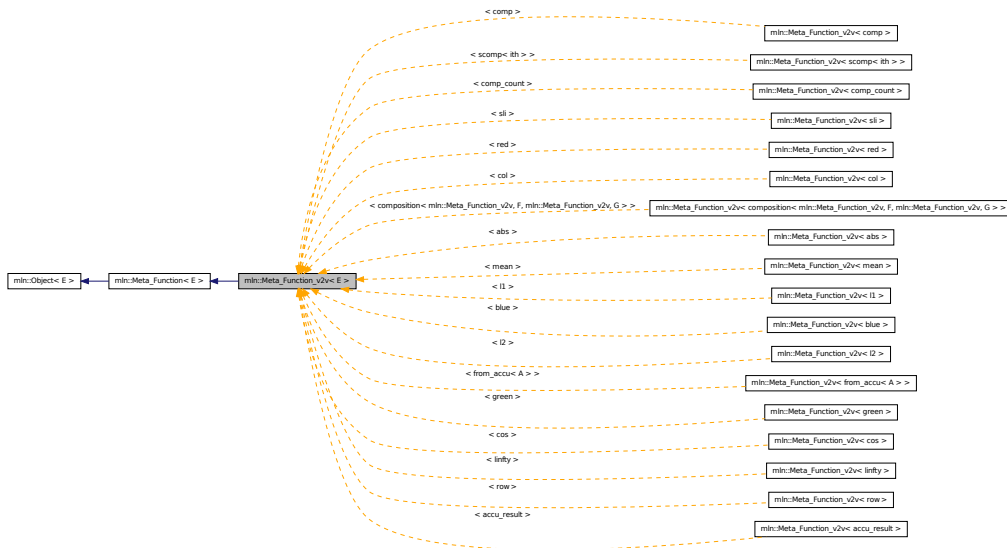 < comp >
mln::Meta_Function_v2v< comp >
< scomp< ith > >
mln::Meta_Function_v2v< scomp< ith > >
< comp_count >
mln::Meta_Function_v2v< comp_count >
< sli >
mln::Meta_Function_v2v< sli >
< red >
mln::Meta_Function_v2v< red >
< col >
mln::Meta_Function_v2v< col >
< composition< mln::Meta_Function_v2v, F, mln::Meta_Function_v2v, G > >
mln::Meta_Function_v2v< composition< mln::Meta_Function_v2v, F, mln::Meta_Function_v2v, G > >
< abs >
mln::Meta_Function_v2v< abs >
< mean >
mln::Meta_Function_v2v< mean >
mln::Object< E >
mln::Meta_Function< E >
mln::Meta_Function_v2v< E >
< l1 >
mln::Meta_Function_v2v< l1 >
< blue >
mln::Meta_Function_v2v< blue >
< l2 >
mln::Meta_Function_v2v< l2 >
< from_accu< A > >
mln::Meta_Function_v2v< from_accu< A > >
< green >
mln::Meta_Function_v2v< green >
< cos >
mln::Meta_Function_v2v< cos >
< linfty >
mln::Meta_Function_v2v< linfty >
< row >
mln::Meta_Function_v2v< row >
< accu_result >
mln::Meta_Function_v2v< accu_result >